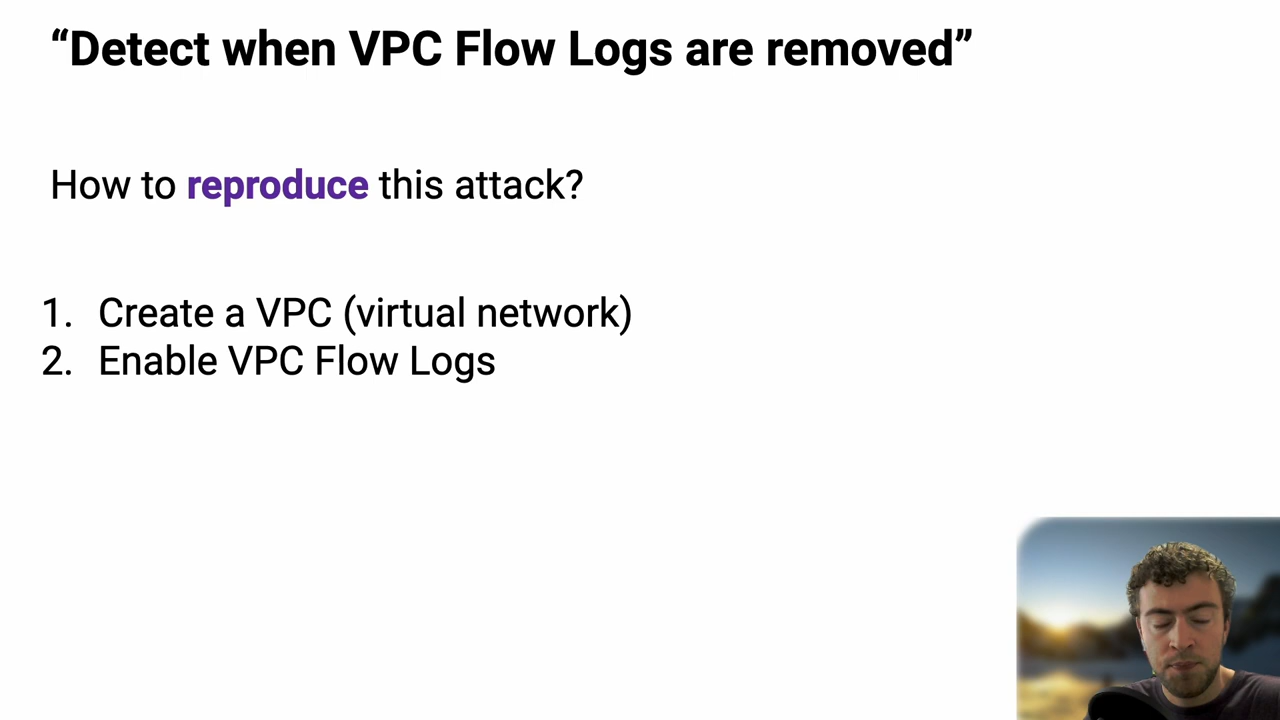 “Detect when VPC Flow Logs are removed”
How to reproduce this attack?
1. Create a VPC (virtual network)
2. Enable VPC Flow Logs